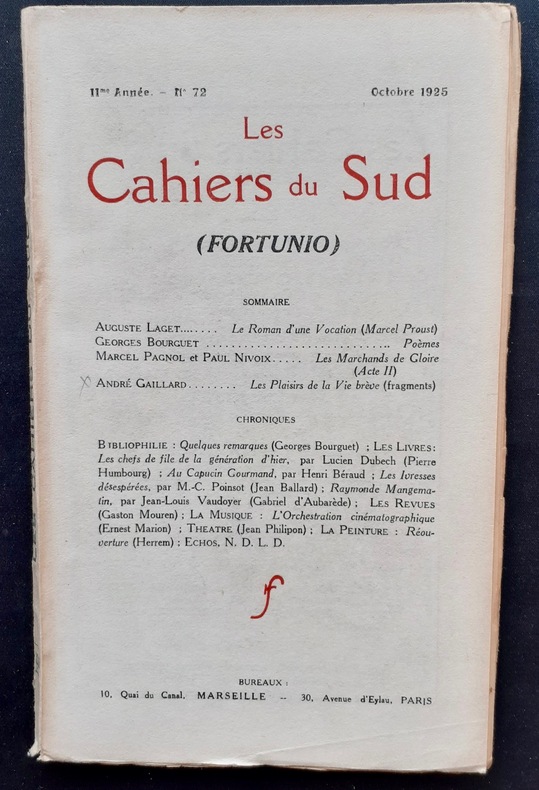 IIme Année. - N° 72 Octobre 1925
Les
Cahiers du Sud
(FORTUNIO)
SOMMAIRE
AUGUSTE LAGET........ Le Roman d'une Vocation (Marcel Proust)
GEORGES BOURGUET .............................. Poèmes
MARCEL PAGNOL et PAUL NIVOIX..... Les Marchands de Gloire
(Acte II)
ANDRÉ GAILLARD........ Les Plaisirs de la Vie brève (fragments)
CHRONIQUES
BIBLIOPHILIE : Quelques remarques (Georges Bourguet) ; LES LIVRES:
Les chefs de file de la génération d'hier, par Lucien Dubech (Pierre
Humbourg) ; Au Capucin Gourmand, par Henri Béraud ; Les Ivresses
désespérées, par M.-C. Poinsot (Jean Ballard) ; Raymonde Mangema-
tin, par Jean-Louis Vaudoyer (Gabriel d'Aubarède) ; LES REVUES
(Gaston Mouren) ; LA MUSIQUE : L'Orchestration cinématographique
(Ernest Marion) ; THEATRE (Jean Philipon) ; LA PEINTURE : Réou-
verture (Herrem) : ECHOS, N. D. L. D.
f
BUREAUX :
10, Quai du Canal, MARSEILLE -- 30, Avenue d'Eylau, PARIS